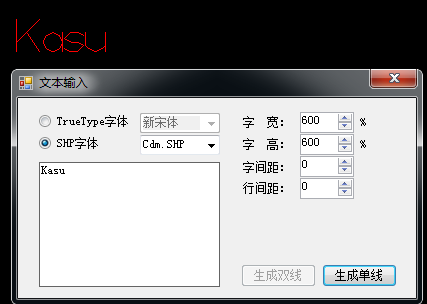 Kasu
文本输入
TrueType字体 新宋体
SHP字体 Cdm.SHP
Kasu
字 宽： 600 %
字 高： 600 %
字间距： 0
行间距： 0
生成双线 生成单线